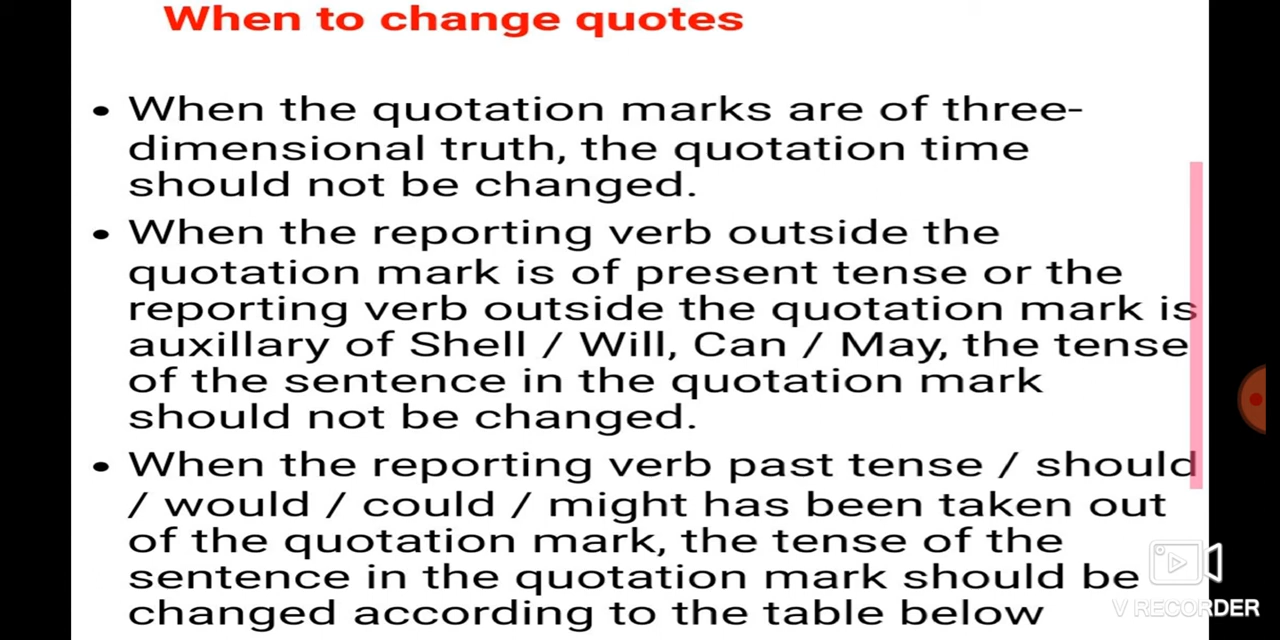 When to change quotes
• When the quotation marks are of three-
dimensional truth, the quotation time
should not be changed.
• When the reporting verb outside the
quotation mark is of present tense or the
reporting verb outside the quotation mark is
auxillary of Shell / Will, Can / May, the tense
of the sentence in the quotation mark
should not be changed.
• When the reporting verb past tense / should
/ would / could / might has been taken out
of the quotation mark, the tense of the
sentence in the quotation mark should be
changed according to the table below
V RECORDER